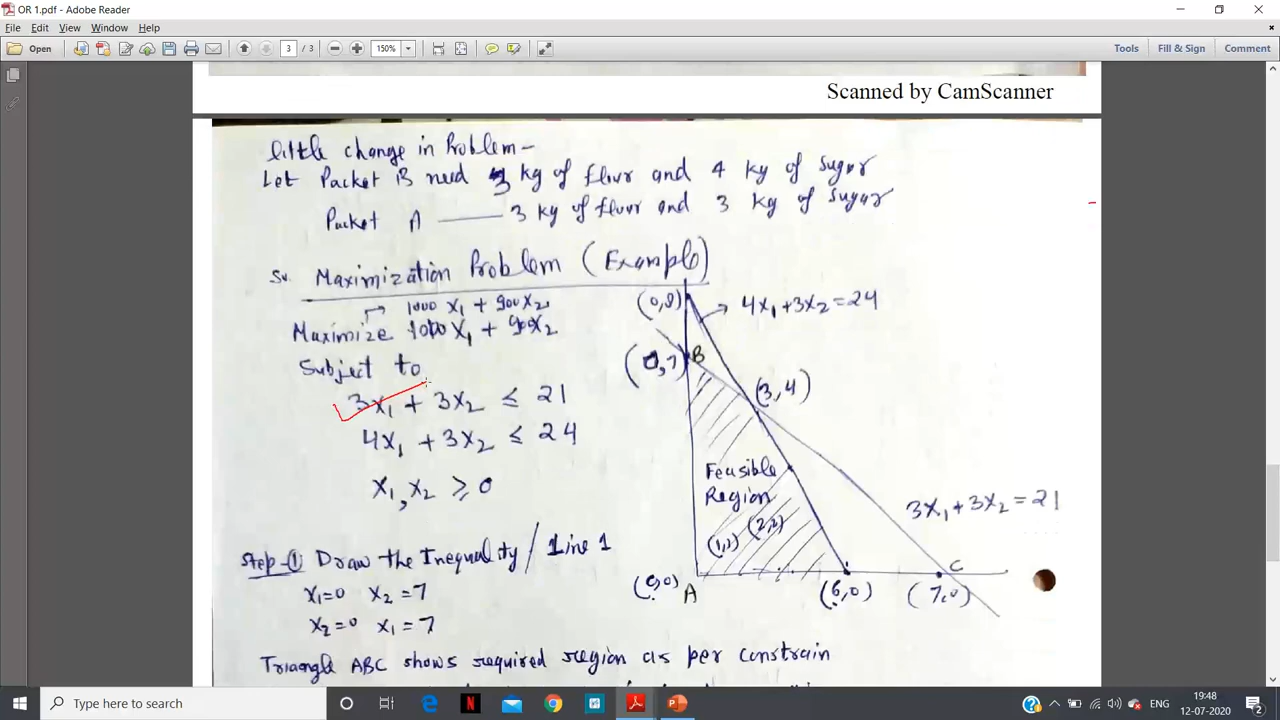 OR 1.pdf - Adobe Reader
File Edit View Window Help
Open 3 / 3 150% Tools Fill & Sign Comment
Scanned by CamScanner
little change in Problem-
Let Packet B need 3 kg of flour and 4 kg of sugar
Packet A —— 3 kg of flour and 3 kg of sugar
Maximization Problem (Example)
1000 x1 + 900x2
Maximize 1000 x1 + 900x2
Subject to
3x1 + 3x2 ≤ 21
4x1 + 3x2 ≤ 24
x1, x2 ≥ 0
(0,8)
4x1+3x2=24
(0,7) B
(3,4)
Feasible
Region
(1,1) (2,2)
3x1+3x2=21
(0,0) A (6,0) (7,0) C
Step-① Draw the Inequality / Line 1
x1=0 x2=7
x2=0 x1=7
Triangle ABC shows required region as per constrain
Type here to search
ENG 19:48
12-07-2020
2